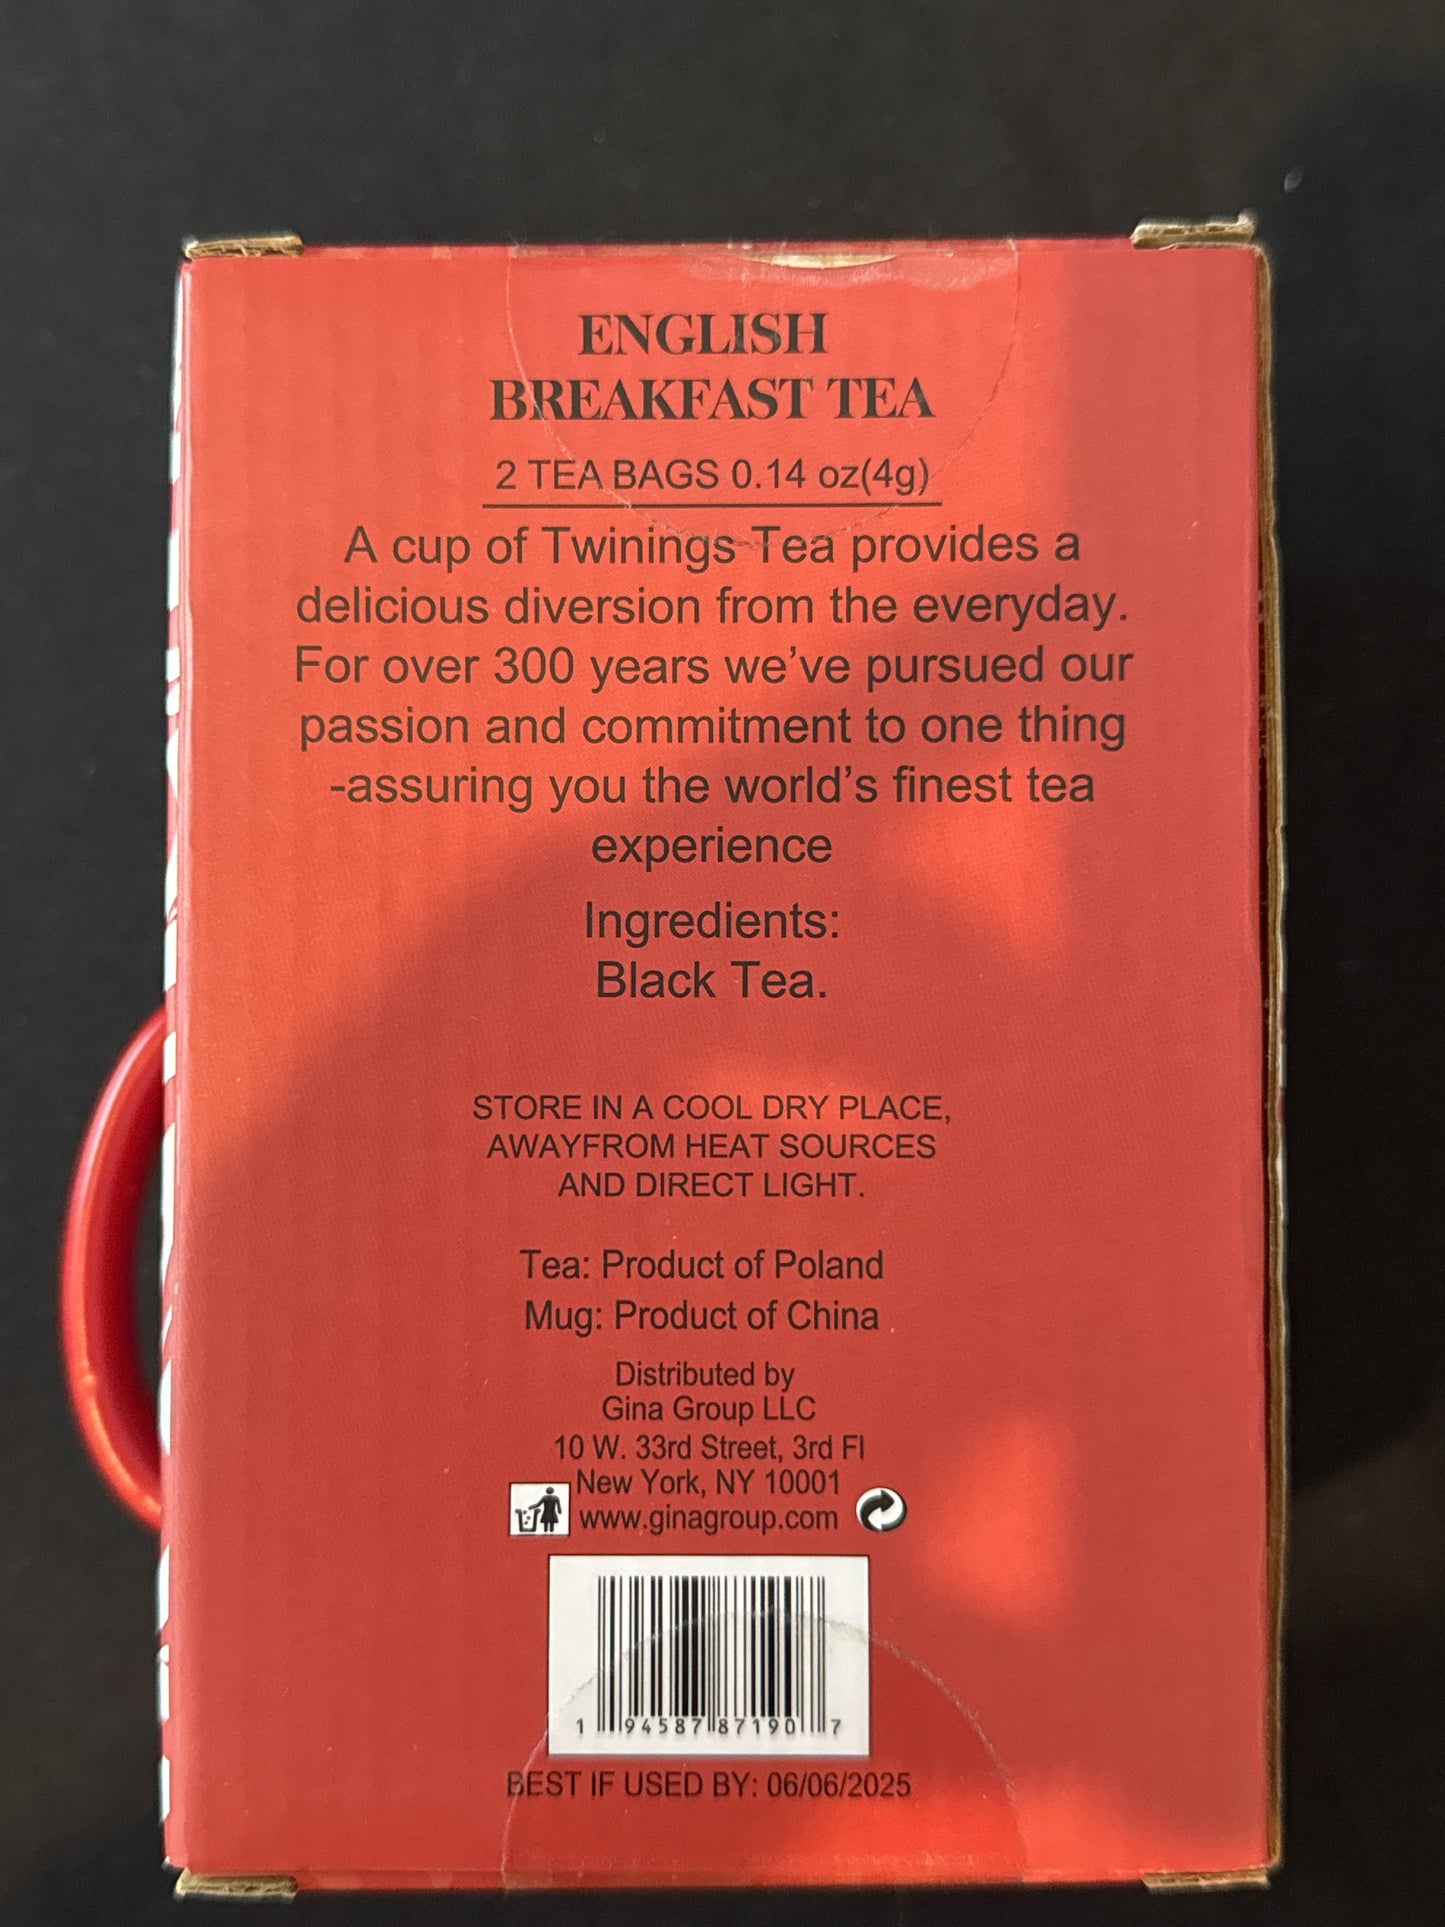 ENGLISH
BREAKFAST TEA
2 TEA BAGS 0.14 oz(4g)
A cup of Twinings Tea provides a
delicious diversion from the everyday.
For over 300 years we’ve pursued our
passion and commitment to one thing
-assuring you the world’s finest tea
experience
Ingredients:
Black Tea.
STORE IN A COOL DRY PLACE,
AWAYFROM HEAT SOURCES
AND DIRECT LIGHT.
Tea: Product of Poland
Mug: Product of China
Distributed by
Gina Group LLC
10 W. 33rd Street, 3rd Fl
New York, NY 10001
www.ginagroup.com
1 94587 87190 7
BEST IF USED BY: 06/06/2025